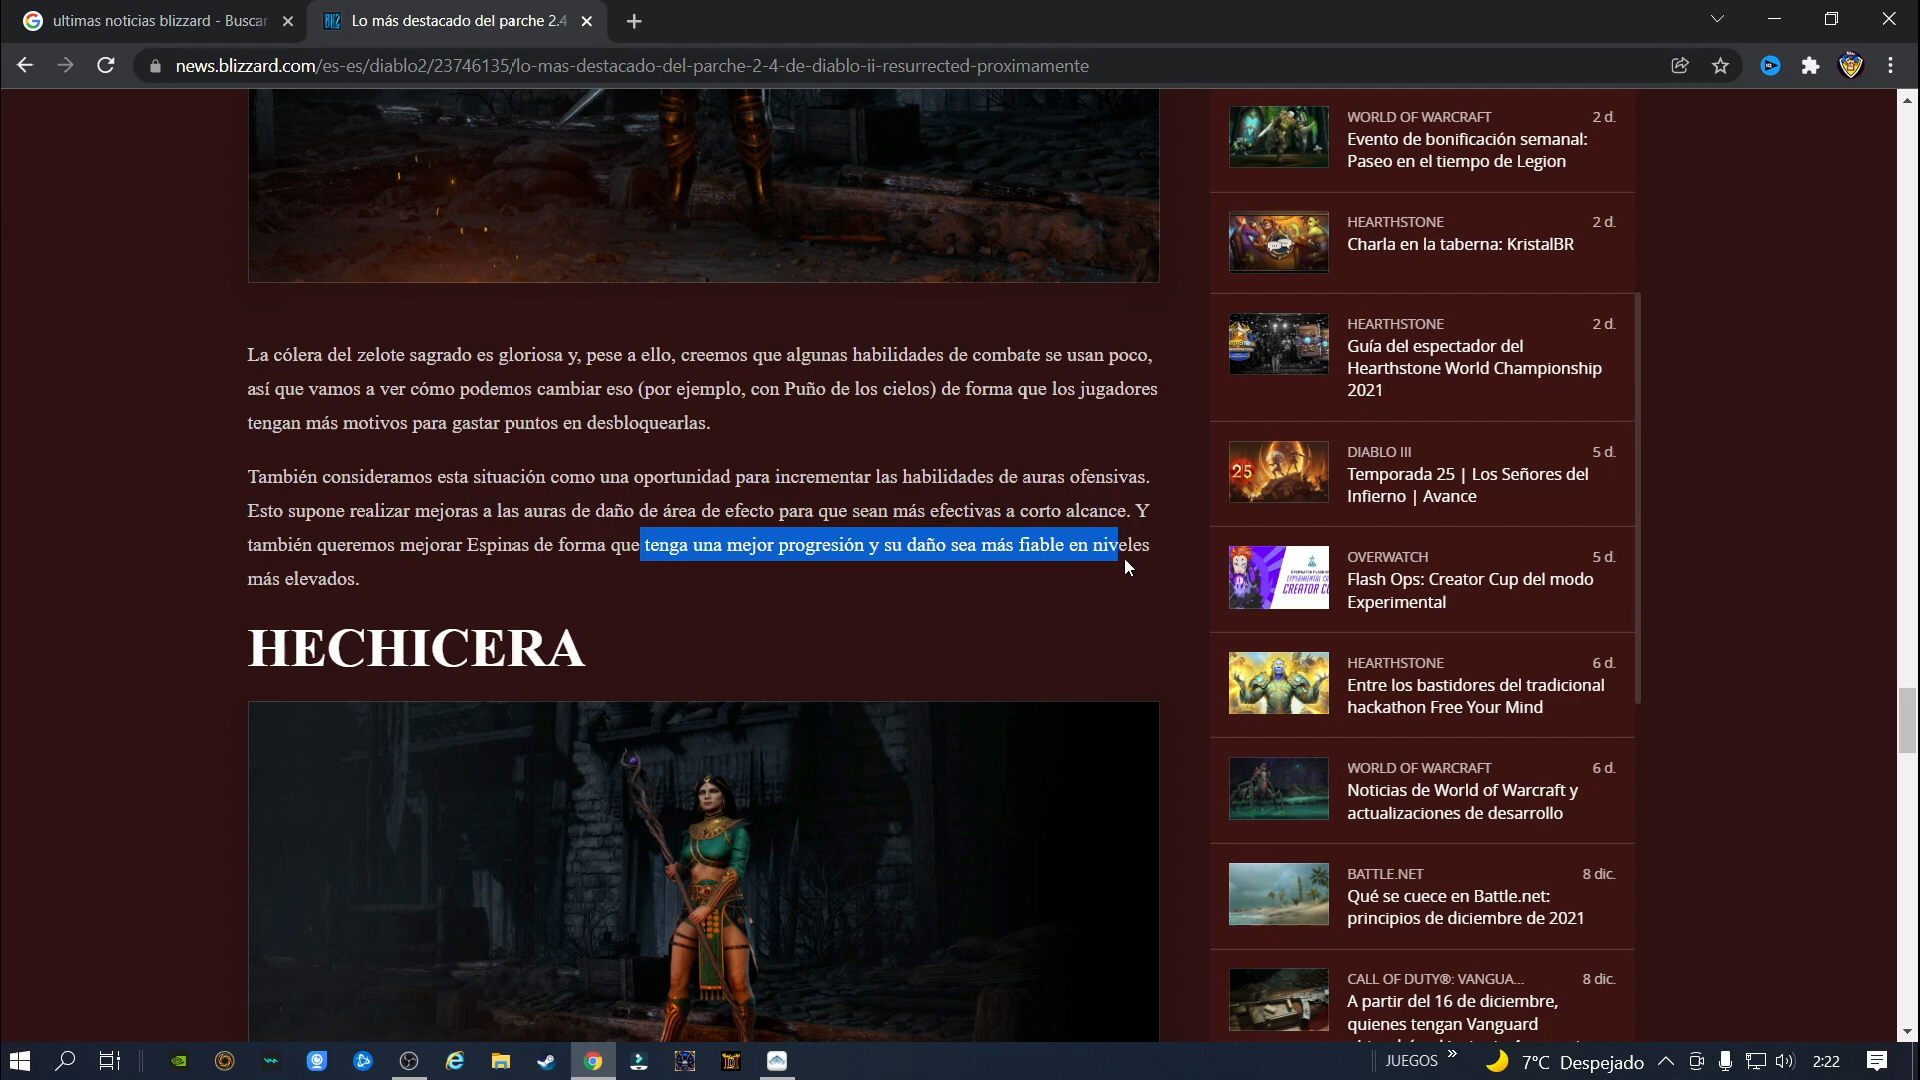 ultimas noticias blizzard - Buscar
Lo más destacado del parche 2.4
news.blizzard.com/es-es/diablo2/23746135/lo-mas-destacado-del-parche-2-4-de-diablo-ii-resurrected-proximamente
La cólera del zelote sagrado es gloriosa y, pese a ello, creemos que algunas habilidades de combate se usan poco,
así que vamos a ver cómo podemos cambiar eso (por ejemplo, con Puño de los cielos) de forma que los jugadores
tengan más motivos para gastar puntos en desbloquearlas.
También consideramos esta situación como una oportunidad para incrementar las habilidades de auras ofensivas.
Esto supone realizar mejoras a las auras de daño de área de efecto para que sean más efectivas a corto alcance. Y
también queremos mejorar Espinas de forma que tenga una mejor progresión y su daño sea más fiable en niveles
más elevados.
HECHICERA
WORLD OF WARCRAFT 2 d.
Evento de bonificación semanal:
Paseo en el tiempo de Legion
HEARTHSTONE 2 d.
Charla en la taberna: KristalBR
HEARTHSTONE 2 d.
Guía del espectador del
Hearthstone World Championship
2021
25
DIABLO III 5 d.
Temporada 25 | Los Señores del
Infierno | Avance
OVERWATCH 5 d.
Flash Ops: Creator Cup del modo
Experimental
HEARTHSTONE 6 d.
Entre los bastidores del tradicional
hackathon Free Your Mind
WORLD OF WARCRAFT 6 d.
Noticias de World of Warcraft y
actualizaciones de desarrollo
BATTLE.NET 8 dic.
Qué se cuece en Battle.net:
principios de diciembre de 2021
CALL OF DUTY®: VANGUA... 8 dic.
A partir del 16 de diciembre,
quienes tengan Vanguard
JUEGOS » 7°C Despejado 2:22